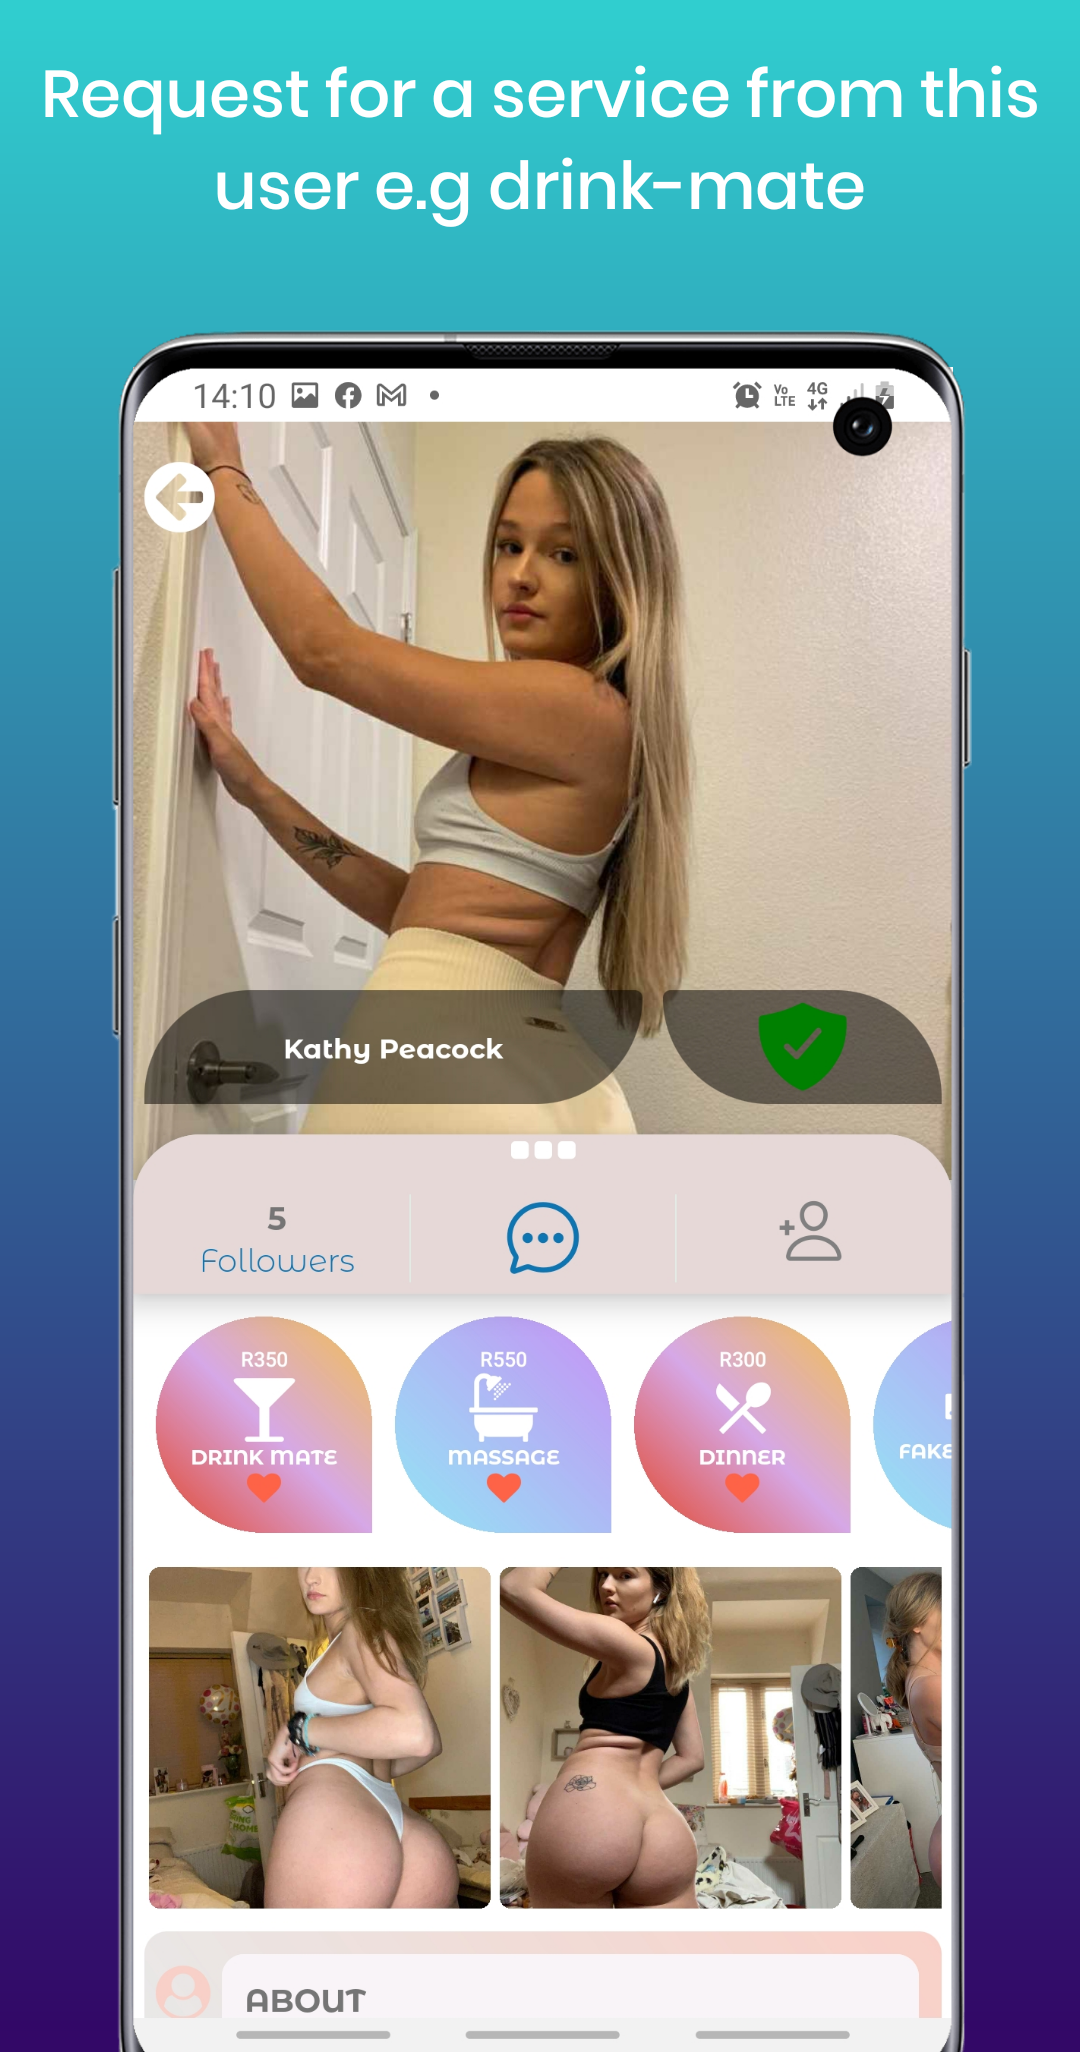 Request for a service from this
user e.g drink-mate
14:10
Vo
LTE
4G
Kathy Peacock
5
Followers
R350
DRINK MATE
R550
MASSAGE
R300
DINNER
FAKE
ABOUT